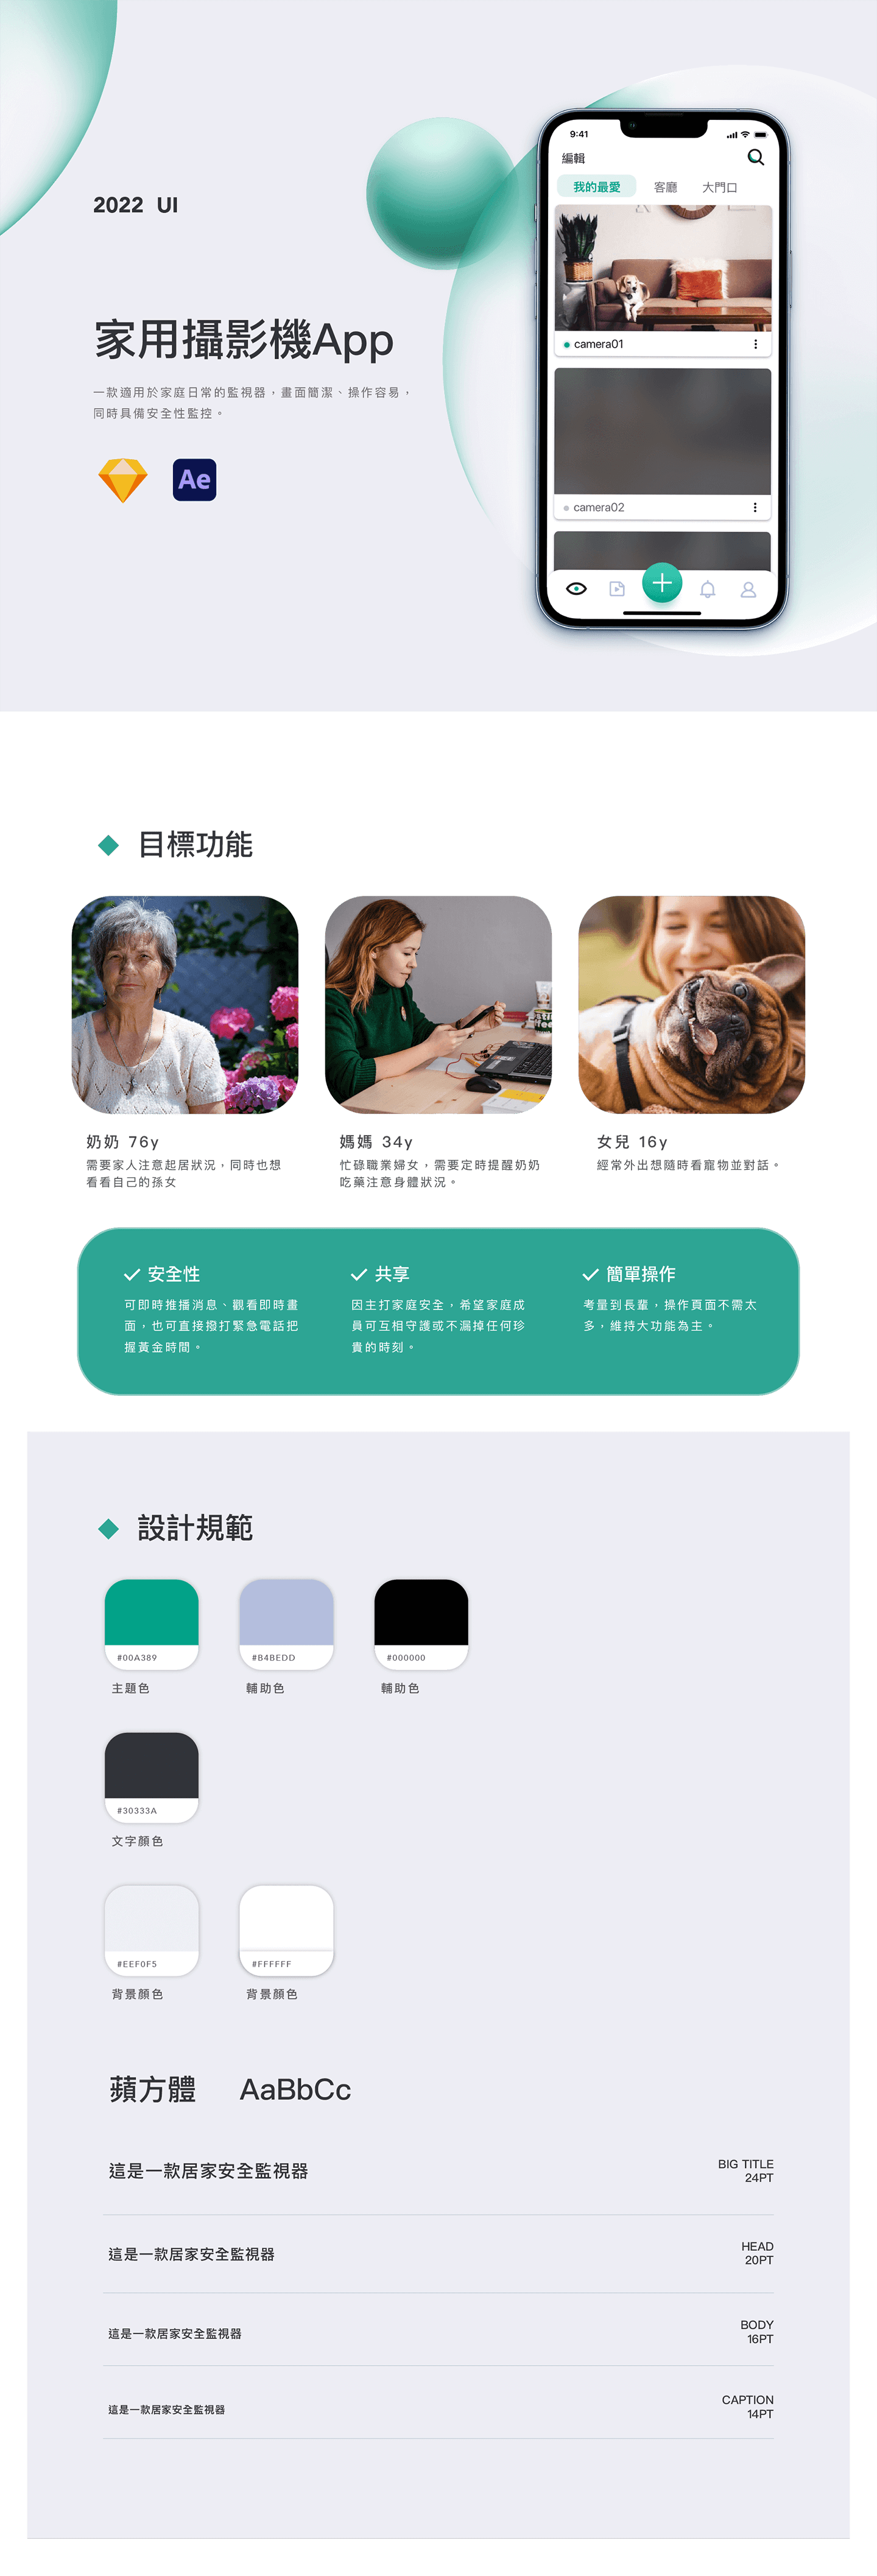 2022 UI
家用攝影機App
一款適用於家庭日常的監視器，畫面簡潔、操作容易，
同時具備安全性監控。
Ae
9:41
編輯
我的最愛 客廳 大門口
camera01
camera02
目標功能
奶奶 76y
需要家人注意起居狀況，同時也想
看看自己的孫女
媽媽 34y
忙碌職業婦女，需要定時提醒奶奶
吃藥注意身體狀況。
女兒 16y
經常外出想隨時看寵物並對話。
安全性
可即時推播消息、觀看即時畫
面，也可直接撥打緊急電話把
握黃金時間。
共享
因主打家庭安全，希望家庭成
員可互相守護或不漏掉任何珍
貴的時刻。
簡單操作
考量到長輩，操作頁面不需太
多，維持大功能為主。
設計規範
#00A389
主題色
#B4BEDD
輔助色
#000000
輔助色
#30333A
文字顏色
#EEF0F5
背景顏色
#FFFFFF
背景顏色
蘋方體 AaBbCc
這是一款居家安全監視器
BIG TITLE
24PT
這是一款居家安全監視器
HEAD
20PT
這是一款居家安全監視器
BODY
16PT
這是一款居家安全監視器
CAPTION
14PT